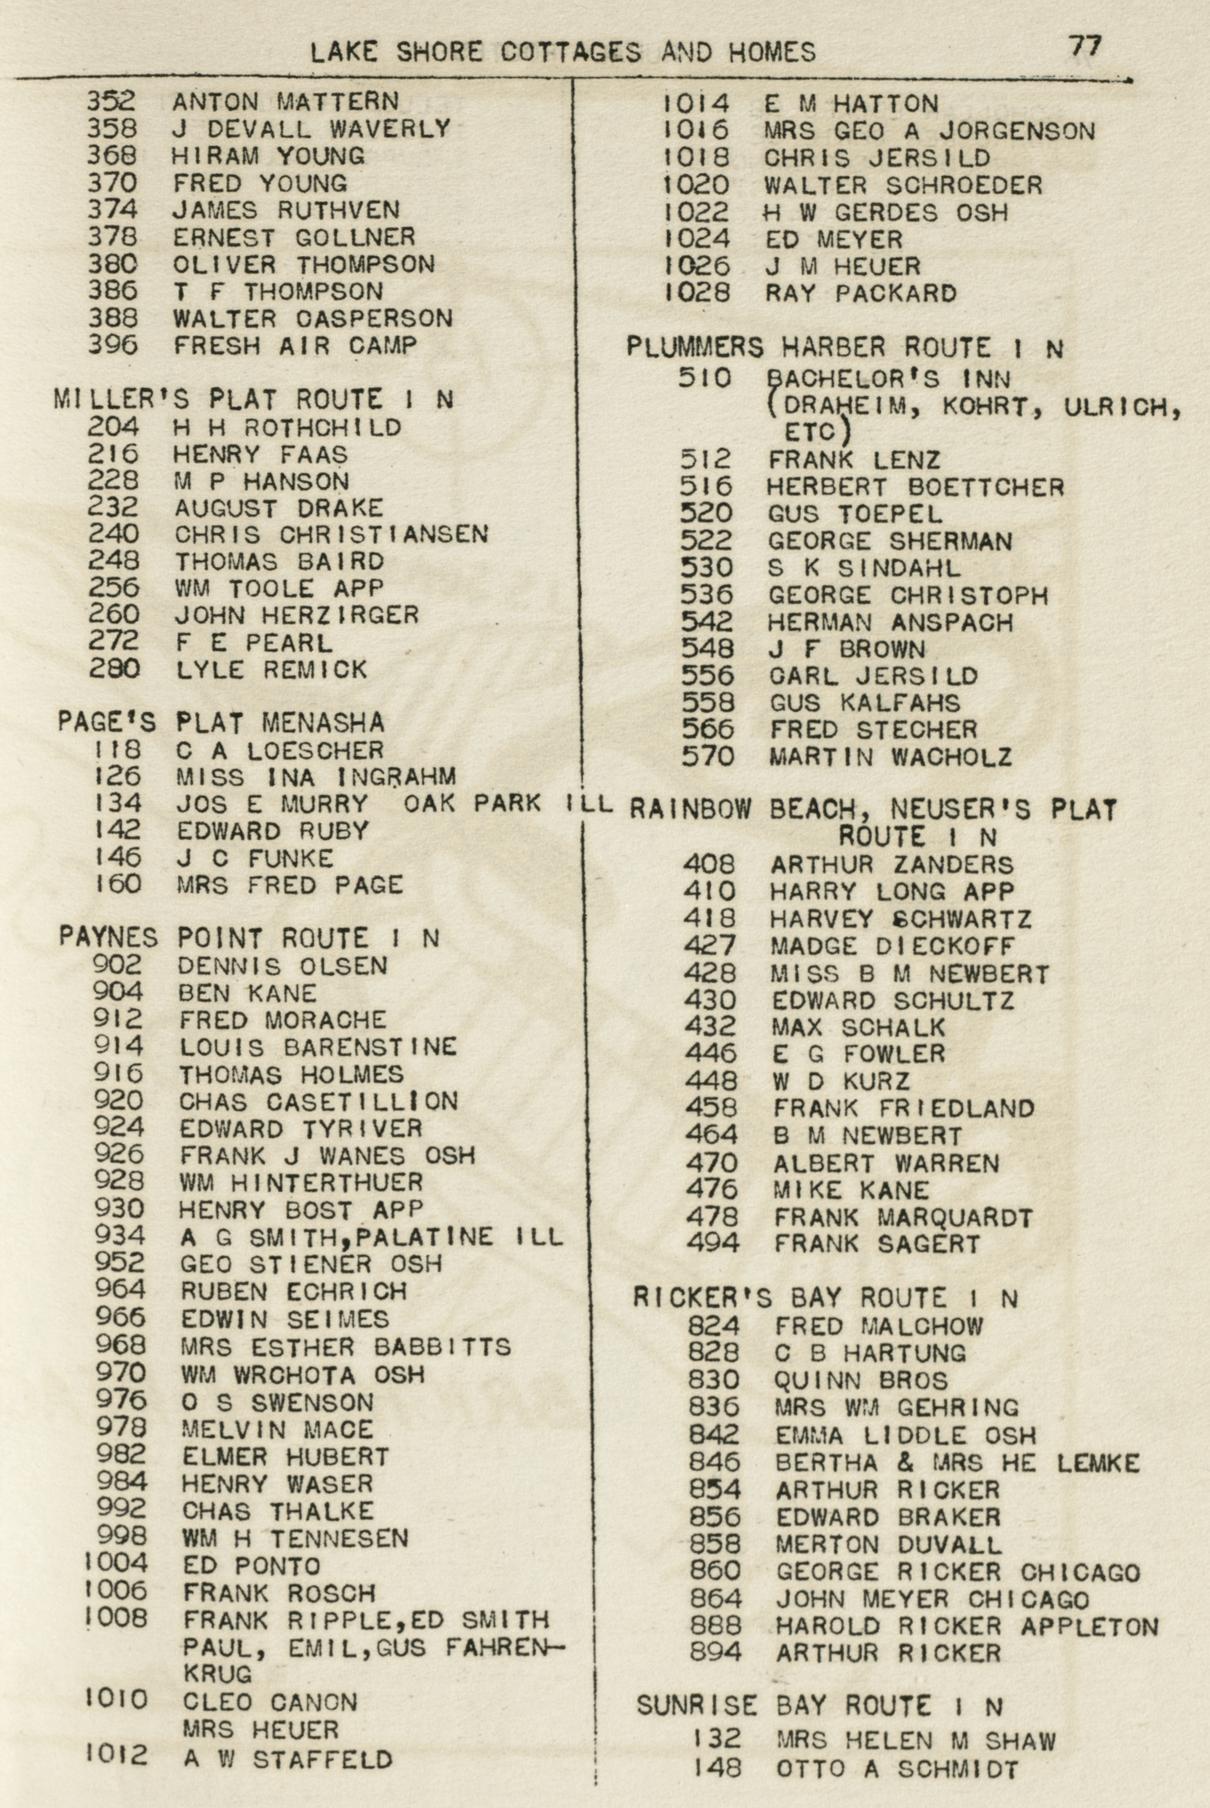 LAKE SHORE COTTAGES AND HOMES 77
352 ANTON MATTERN
358 J DEVALL WAVERLY
368 HIRAM YOUNG
370 FRED YOUNG
374 JAMES RUTHVEN
378 ERNEST GOLLNER
380 OLIVER THOMPSON
386 T F THOMPSON
388 WALTER CASPERSON
396 FRESH AIR CAMP
MILLER'S PLAT ROUTE 1 N
204 H H ROTHCHILD
216 HENRY FAAS
228 M P HANSON
232 AUGUST DRAKE
240 CHRIS CHRISTIANSEN
248 THOMAS BAIRD
256 WM TOOLE APP
260 JOHN HERZIRGER
272 F E PEARL
280 LYLE REMICK
PAGE'S PLAT MENASHA
118 C A LOESCHER
126 MISS INA INGRAHM
134 JOS E MURRY OAK PARK ILL
142 EDWARD RUBY
146 J C FUNKE
160 MRS FRED PAGE
PAYNES POINT ROUTE 1 N
902 DENNIS OLSEN
904 BEN KANE
912 FRED MORACHE
914 LOUIS BARENSTINE
916 THOMAS HOLMES
920 CHAS CASETILLION
924 EDWARD TYRIVER
926 FRANK J WANES OSH
928 WM HINTERTHUER
930 HENRY BOST APP
934 A G SMITH,PALATINE ILL
952 GEO STIENER OSH
964 RUBEN ECHRICH
966 EDWIN SEIMES
968 MRS ESTHER BABBITTS
970 WM WRCHOTA OSH
976 O S SWENSON
978 MELVIN MACE
982 ELMER HUBERT
984 HENRY WASER
992 CHAS THALKE
998 WM H TENNESEN
1004 ED PONTO
1006 FRANK ROSCH
1008 FRANK RIPPLE,ED SMITH
PAUL, EMIL,GUS FAHREN-
KRUG
1010 CLEO CANON
MRS HEUER
1012 A W STAFFELD
1014 E M HATTON
1016 MRS GEO A JORGENSON
1018 CHRIS JERSILD
1020 WALTER SCHROEDER
1022 H W GERDES OSH
1024 ED MEYER
1026 J M HEUER
1028 RAY PACKARD
PLUMMERS HARBER ROUTE 1 N
510 BACHELOR'S INN
(DRAHEIM, KOHRT, ULRICH,
ETC)
512 FRANK LENZ
516 HERBERT BOETTCHER
520 GUS TOEPEL
522 GEORGE SHERMAN
530 S K SINDAHL
536 GEORGE CHRISTOPH
542 HERMAN ANSPACH
548 J F BROWN
556 CARL JERSILD
558 GUS KALFAHS
566 FRED STECHER
570 MARTIN WACHOLZ
RAINBOW BEACH, NEUSER'S PLAT
ROUTE 1 N
408 ARTHUR ZANDERS
410 HARRY LONG APP
418 HARVEY SCHWARTZ
427 MADGE DIECKOFF
428 MISS B M NEWBERT
430 EDWARD SCHULTZ
432 MAX SCHALK
446 E G FOWLER
448 W D KURZ
458 FRANK FRIEDLAND
464 B M NEWBERT
470 ALBERT WARREN
476 MIKE KANE
478 FRANK MARQUARDT
494 FRANK SAGERT
RICKER'S BAY ROUTE 1 N
824 FRED MALCHOW
828 C B HARTUNG
830 QUINN BROS
836 MRS WM GEHRING
842 EMMA LIDDLE OSH
846 BERTHA & MRS HE LEMKE
854 ARTHUR RICKER
856 EDWARD BRAKER
858 MERTON DUVALL
860 GEORGE RICKER CHICAGO
864 JOHN MEYER CHICAGO
888 HAROLD RICKER APPLETON
894 ARTHUR RICKER
SUNRISE BAY ROUTE 1 N
132 MRS HELEN M SHAW
148 OTTO A SCHMIDT